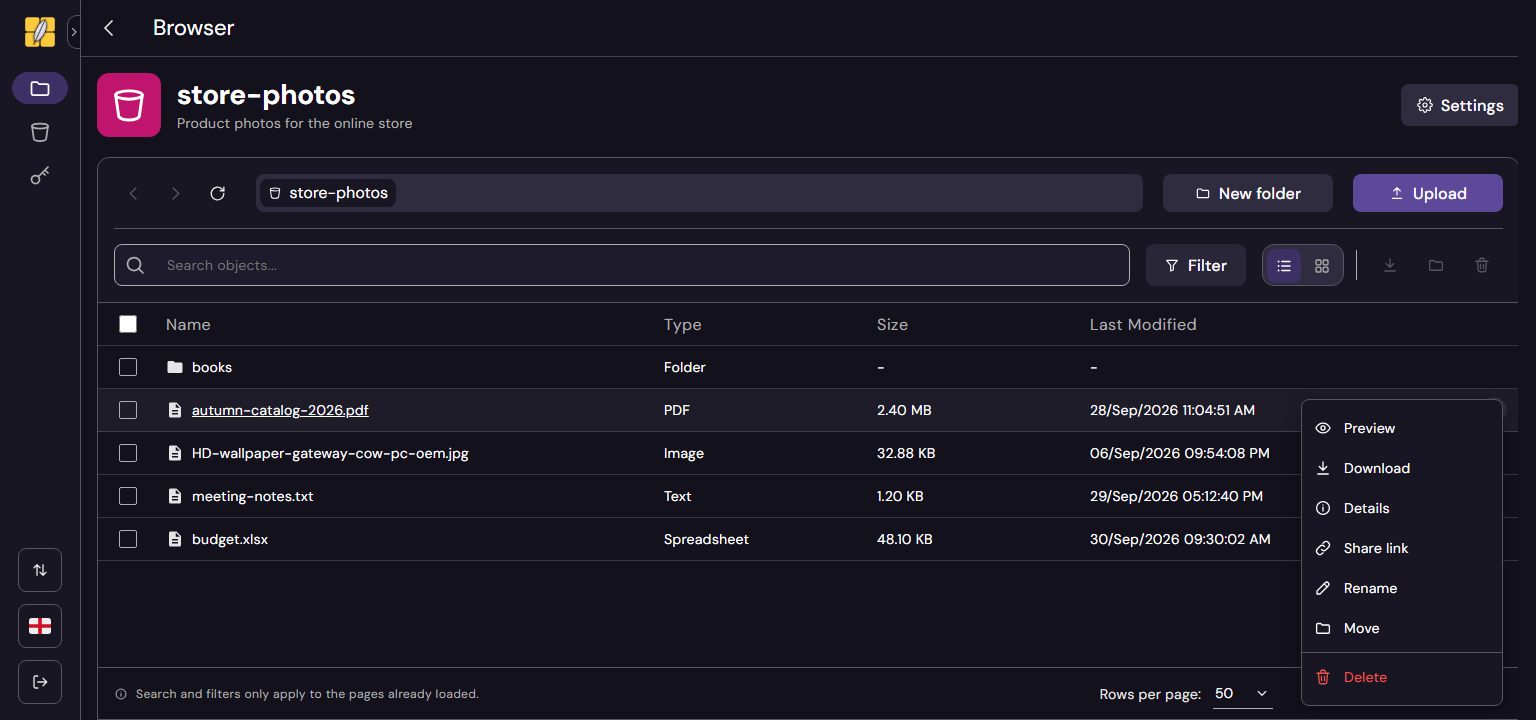 Browser
store-photos
Product photos for the online store
Settings
store-photos
New folder
Upload
Search objects...
Filter
Name Type Size Last Modified
books Folder - -
autumn-catalog-2026.pdf PDF 2.40 MB 28/Sep/2026 11:04:51 AM
HD-wallpaper-gateway-cow-pc-oem.jpg Image 32.88 KB 06/Sep/2026 09:54:08 PM
meeting-notes.txt Text 1.20 KB 29/Sep/2026 05:12:40 PM
budget.xlsx Spreadsheet 48.10 KB 30/Sep/2026 09:30:02 AM
Preview
Download
Details
Share link
Rename
Move
Delete
Search and filters only apply to the pages already loaded.
Rows per page: 50